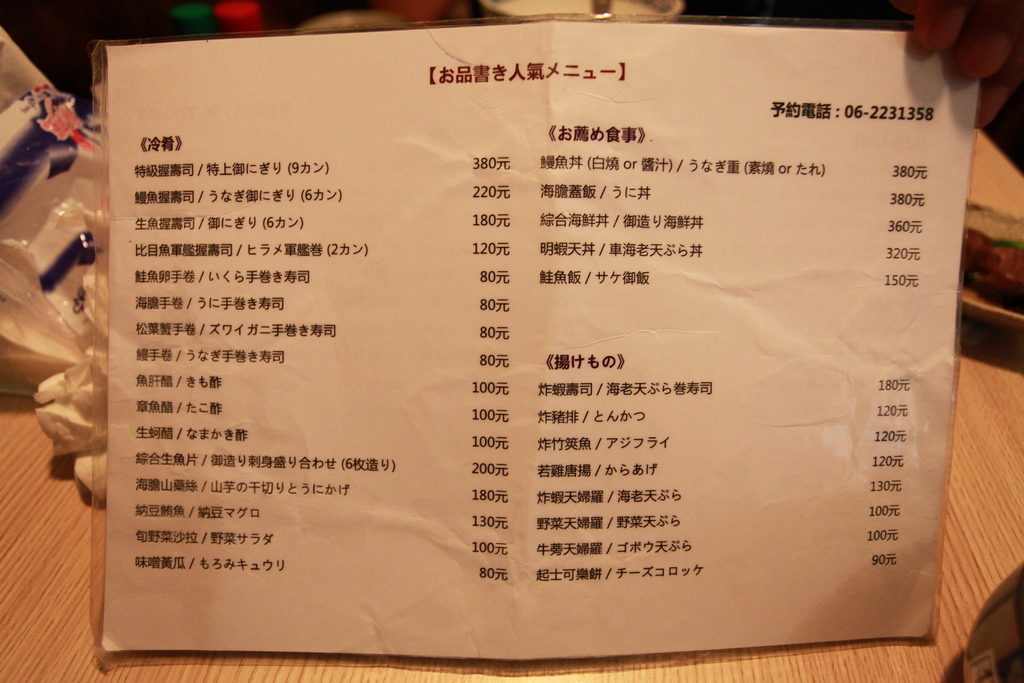 【お品書き人氣メニュー】
予約電話：06-2231358
《冷肴》
特級握壽司 / 特上御にぎり (9カン) 380元
鰻魚握壽司 / うなぎ御にぎり (6カン) 220元
生魚握壽司 / 御にぎり (6カン) 180元
比目魚軍艦握壽司 / ヒラメ軍艦巻 (2カン) 120元
鮭魚卵手卷 / いくら手巻き寿司 80元
海膽手卷 / うに手巻き寿司 80元
松葉蟹手卷 / ズワイガニ手巻き寿司 80元
鰻手卷 / うなぎ手巻き寿司 80元
魚肝醋 / きも酢 100元
章魚醋 / たこ酢 100元
生蚵醋 / なまかき酢 100元
綜合生魚片 / 御造り刺身盛り合わせ (6枚造り) 200元
海膽山藥絲 / 山芋の千切りとうにかげ 180元
納豆鮪魚 / 納豆マグロ 130元
旬野菜沙拉 / 野菜サラダ 100元
味噌黃瓜 / もろみキュウリ 80元
《お薦め食事》
鰻魚丼 (白燒 or 醬汁) / うなぎ重 (素燒 or たれ) 380元
海膽蓋飯 / うに丼 380元
綜合海鮮丼 / 御造り海鮮丼 360元
明蝦天丼 / 車海老天ぷら丼 320元
鮭魚飯 / サケ御飯 150元
《揚けもの》
炸蝦壽司 / 海老天ぷら巻寿司 180元
炸豬排 / とんかつ 120元
炸竹筴魚 / アジフライ 120元
若雞唐揚 / からあげ 120元
炸蝦天婦羅 / 海老天ぷら 130元
野菜天婦羅 / 野菜天ぷら 100元
牛蒡天婦羅 / ゴボウ天ぷら 100元
起士可樂餅 / チーズコロッケ 90元